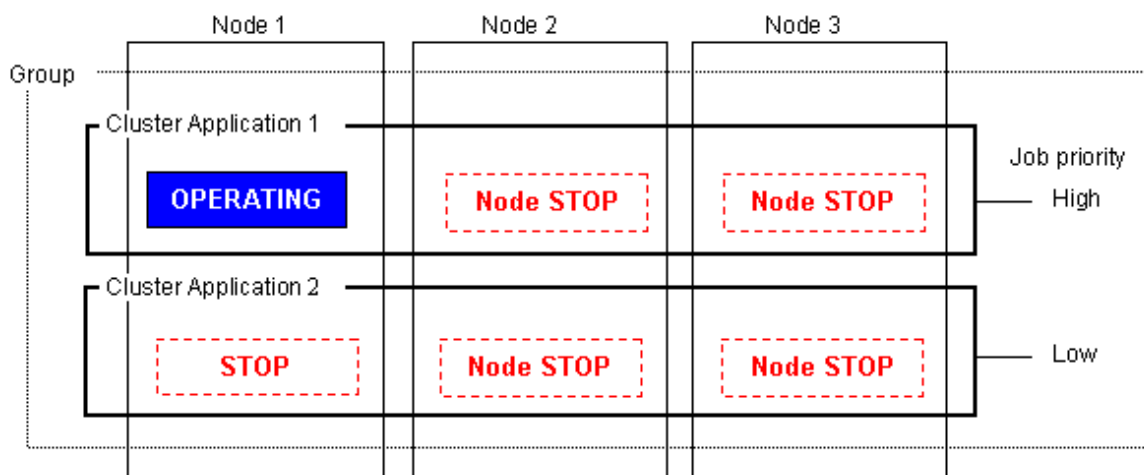 Node 1
Node 2
Node 3
Group
Cluster Application 1
Job priority
OPERATING
Node STOP
Node STOP
High
Cluster Application 2
STOP
Node STOP
Node STOP
Low